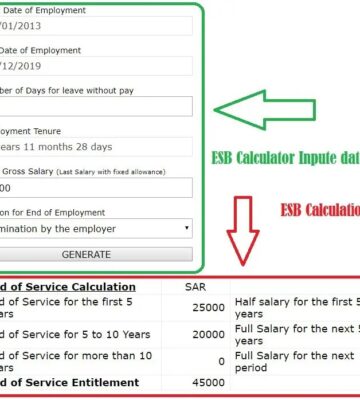 Date of Employment
/01/2013
Date of Employment
/12/2019
ber of Days for leave without pay
oyment Tenure
ears 11 months 28 days
Gross Salary (Last Salary with fixed allowance)
00
on for End of Employment
mination by the employer
GENERATE
ESB Calculator Inpute dat
ESB Calculatio
d of Service Calculation SAR
d of Service for the first 5 25000 Half salary for the first 5
ars years
d of Service for 5 to 10 Years 20000 Full Salary for the next 5
years
d of Service for more than 10 0 Full Salary for the next
ars period
d of Service Entitlement 45000